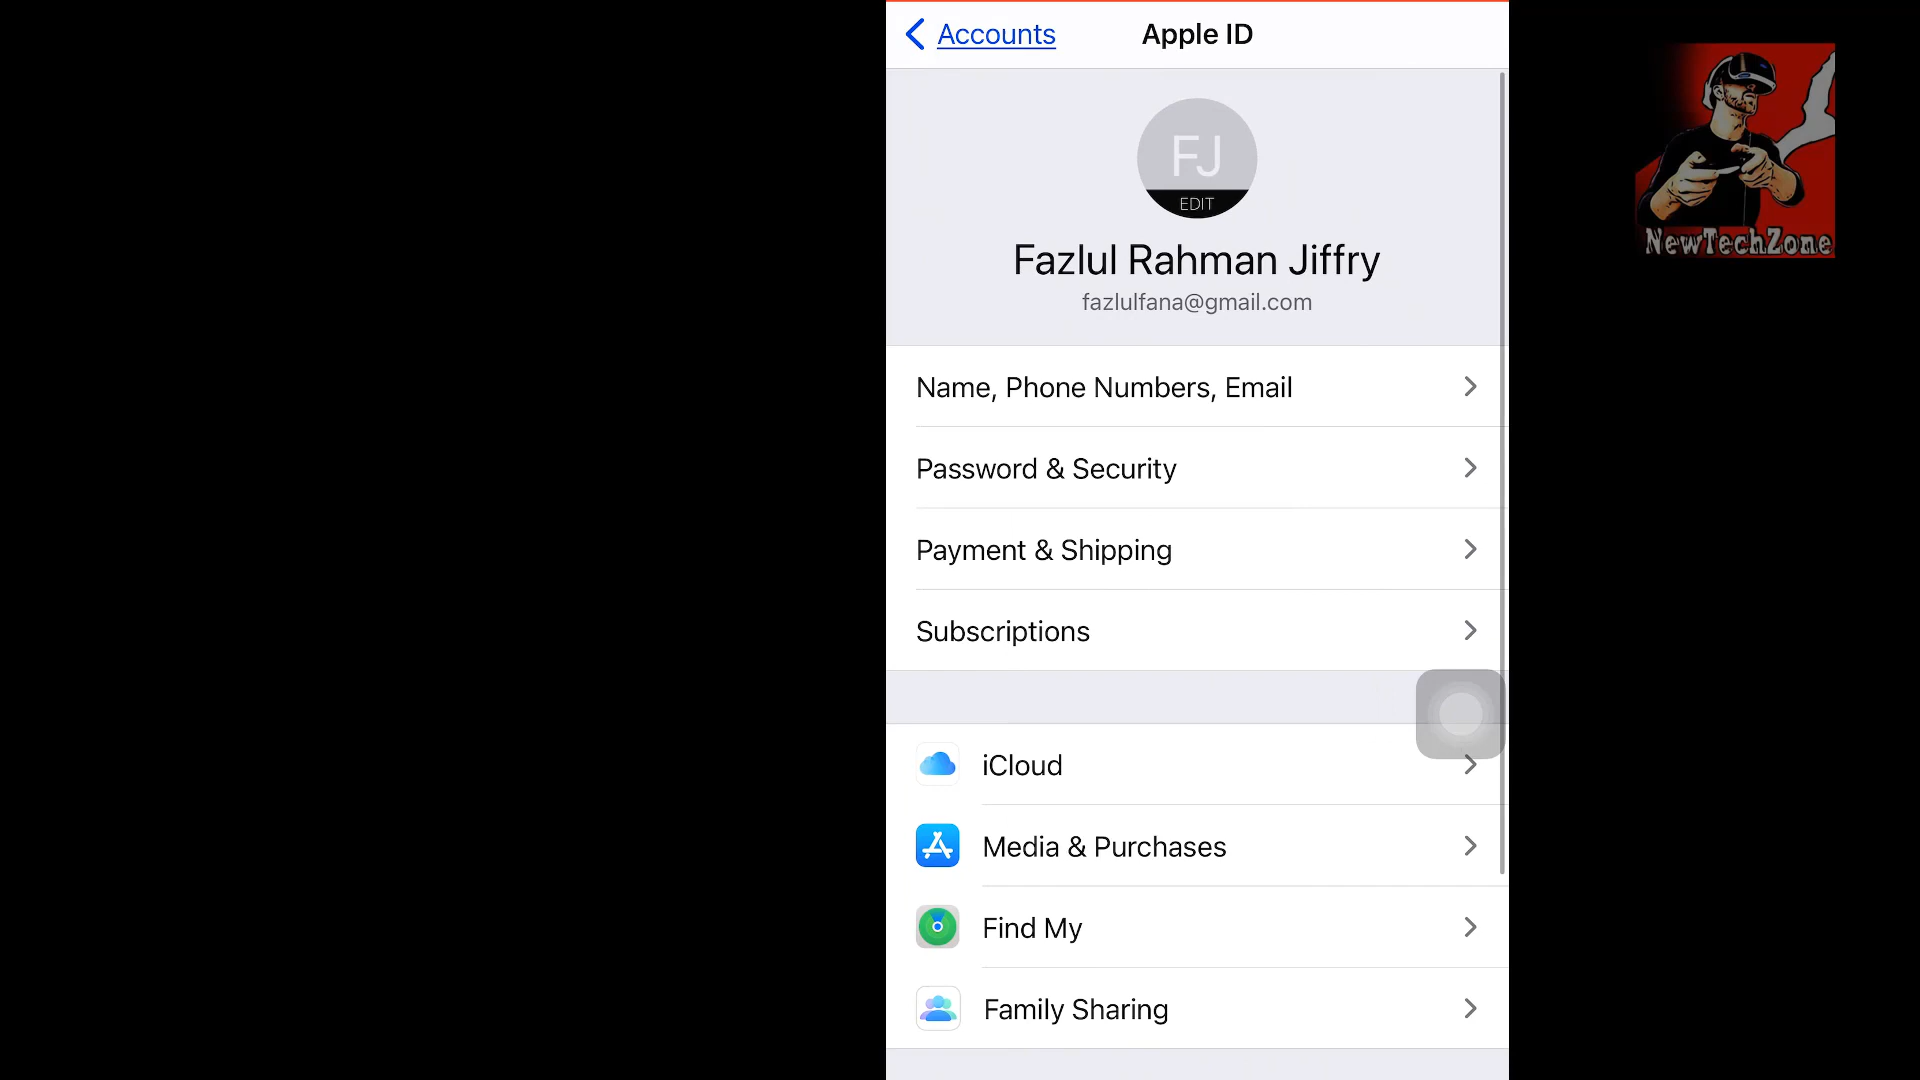 Accounts
Apple ID
FJ
EDIT
Fazlul Rahman Jiffry
fazlulfana@gmail.com
Name, Phone Numbers, Email
Password & Security
Payment & Shipping
Subscriptions
iCloud
Media & Purchases
Find My
Family Sharing
NewTechZone